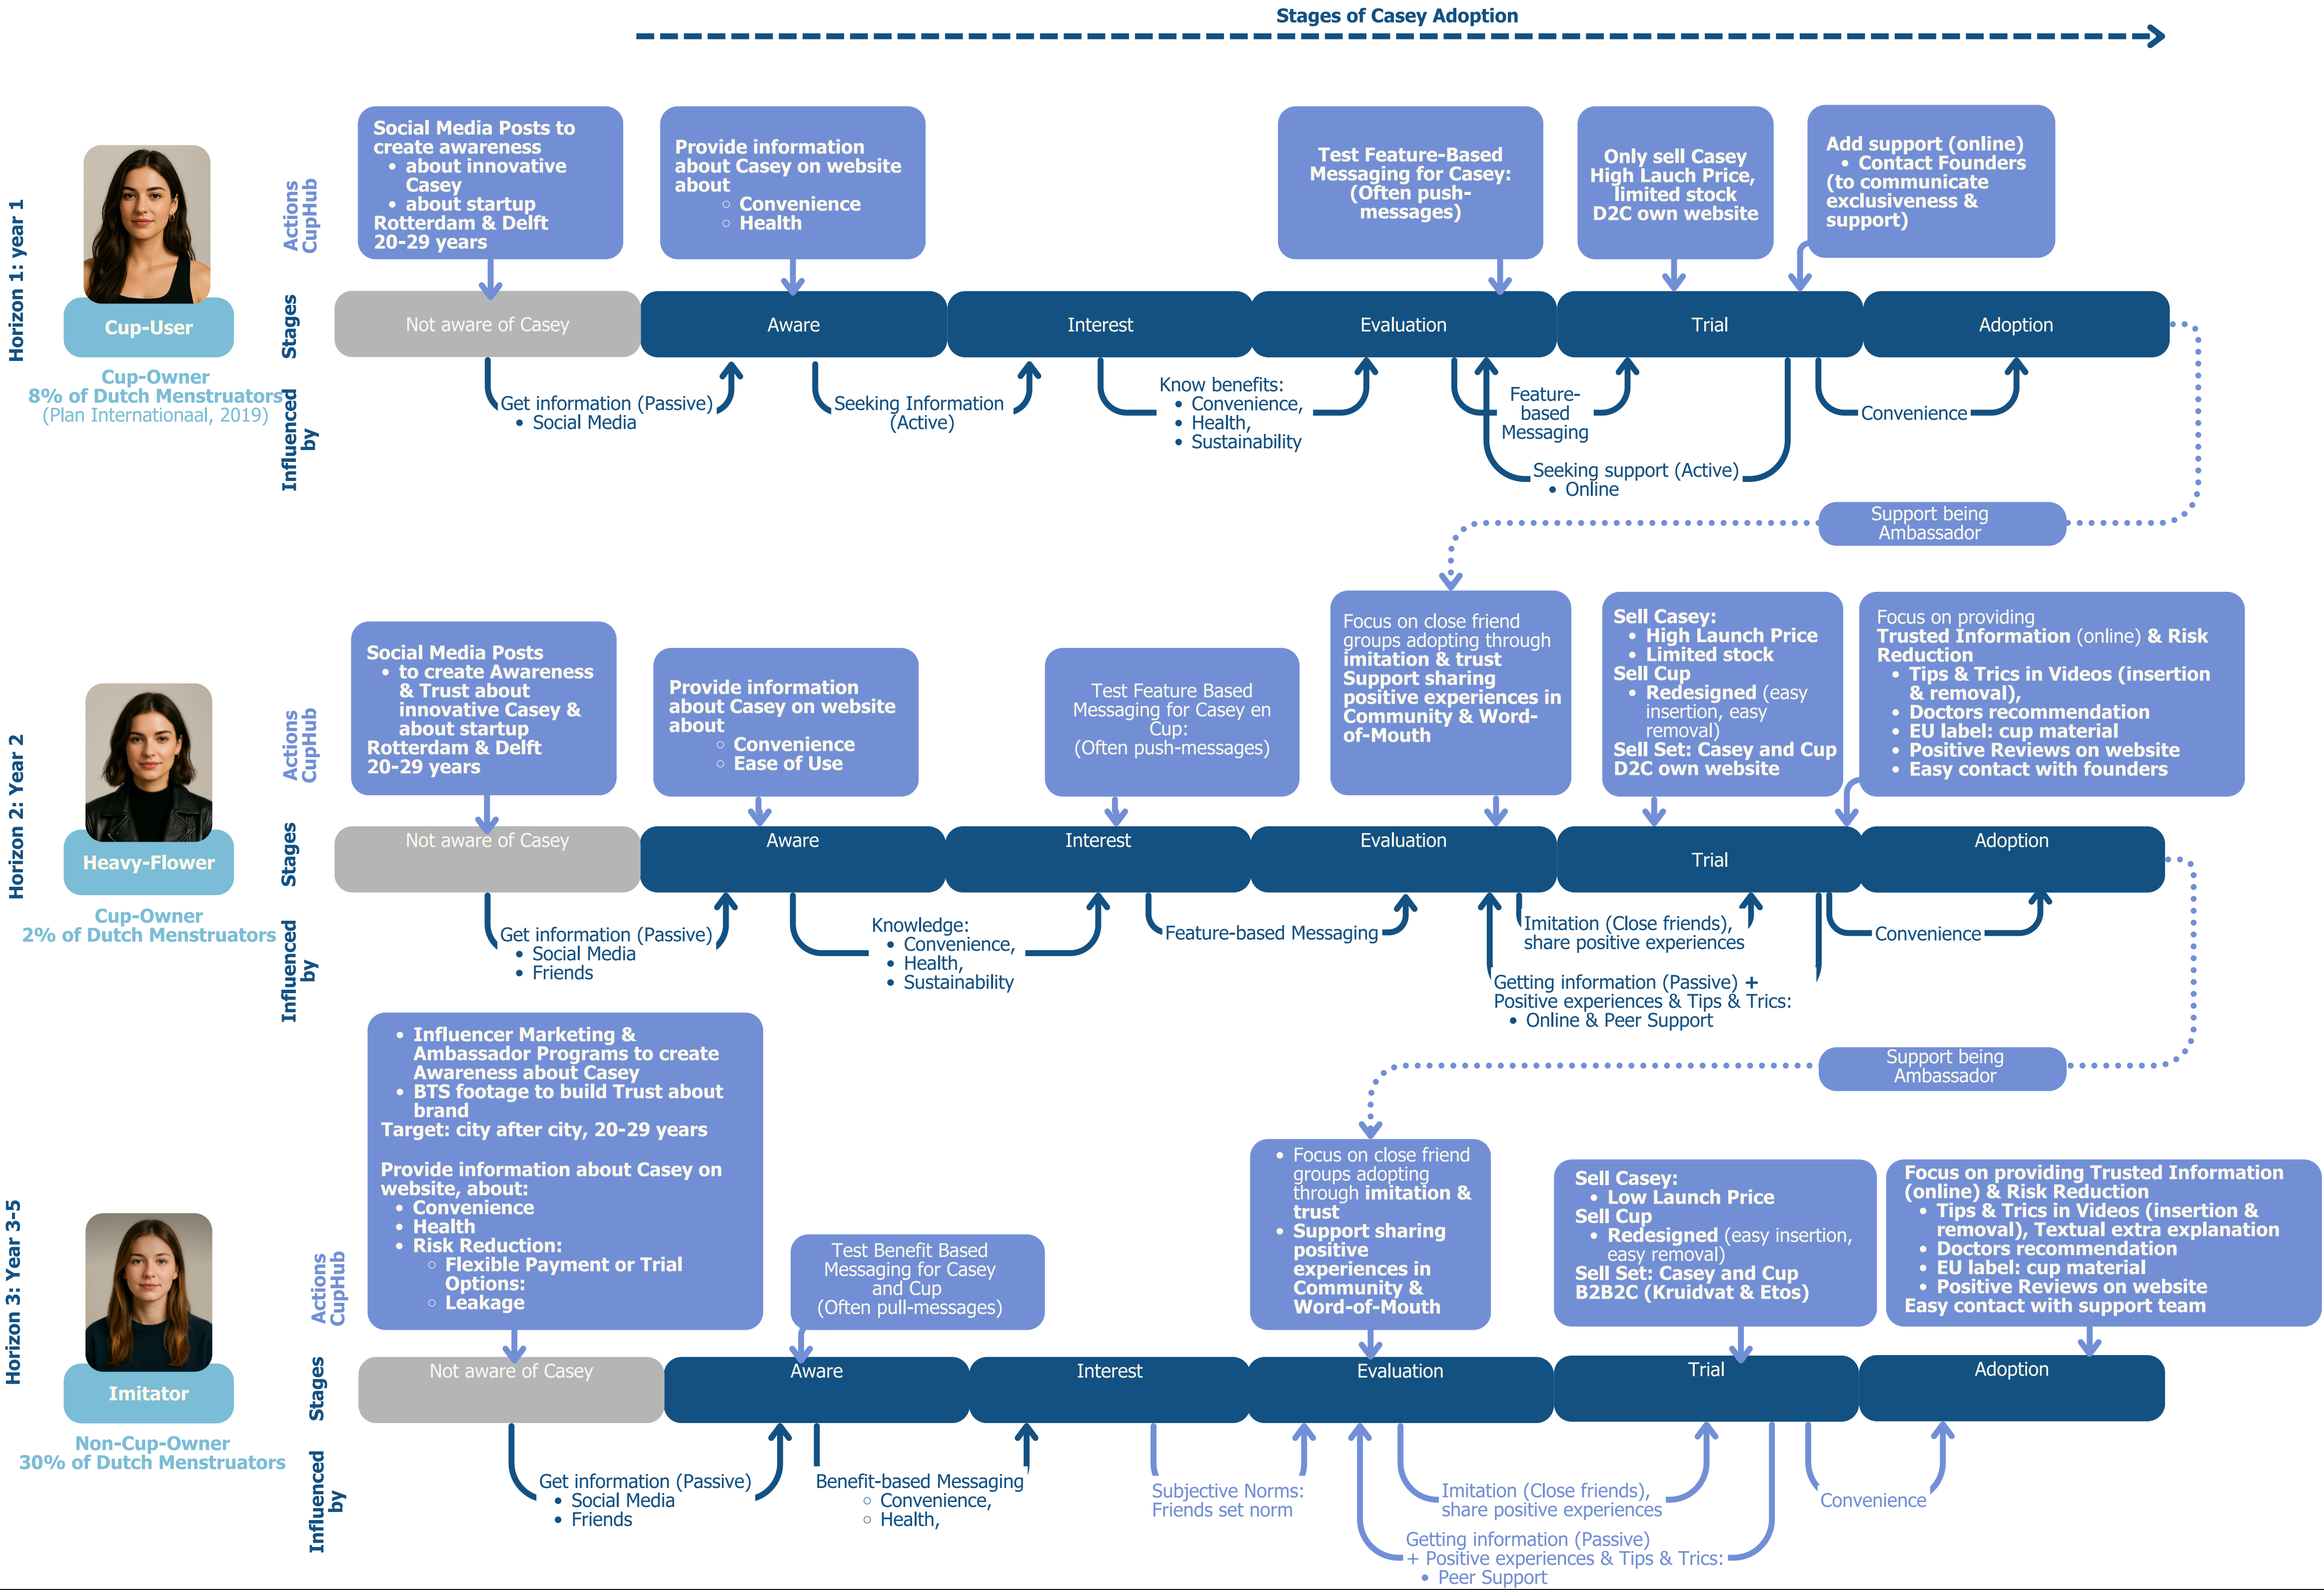 Stages of Casey Adoption
Horizon 1: year 1
Cup-User
Cup-Owner
8% of Dutch Menstruators
(Plan Internationaal, 2019)
Actions
CupHub
Social Media Posts to
create awareness
• about innovative
Casey
• about startup
Rotterdam & Delft
20-29 years
Provide information
about Casey on website
about
○ Convenience
○ Health
Test Feature-Based
Messaging for Casey:
(Often push-
messages)
Only sell Casey
High Lauch Price,
limited stock
D2C own website
Add support (online)
• Contact Founders
(to communicate
exclusiveness &
support)
Stages
Not aware of Casey
Aware
Interest
Evaluation
Trial
Adoption
Influenced
by
Get information (Passive)
• Social Media
Seeking Information
(Active)
Know benefits:
• Convenience,
• Health,
• Sustainability
Feature-
based
Messaging
Seeking support (Active)
• Online
Convenience
Support being
Ambassador
Horizon 2: Year 2
Heavy-Flower
Cup-Owner
2% of Dutch Menstruators
Actions
CupHub
Social Media Posts
• to create Awareness
& Trust about
innovative Casey &
about startup
Rotterdam & Delft
20-29 years
Provide information
about Casey on website
about
○ Convenience
○ Ease of Use
Test Feature Based
Messaging for Casey en
Cup:
(Often push-messages)
Focus on close friend
groups adopting through
imitation & trust
Support sharing
positive experiences in
Community & Word-
of-Mouth
Sell Casey:
• High Launch Price
• Limited stock
Sell Cup
• Redesigned (easy
insertion, easy
removal)
Sell Set: Casey and Cup
D2C own website
Focus on providing
Trusted Information (online) & Risk
Reduction
• Tips & Trics in Videos (insertion
& removal),
• Doctors recommendation
• EU label: cup material
• Positive Reviews on website
• Easy contact with founders
Stages
Not aware of Casey
Aware
Interest
Evaluation
Trial
Adoption
Influenced
by
Get information (Passive)
• Social Media
• Friends
Knowledge:
• Convenience,
• Health,
• Sustainability
Feature-based Messaging
Imitation (Close friends),
share positive experiences
Getting information (Passive) +
Positive experiences & Tips & Trics:
• Online & Peer Support
Convenience
Support being
Ambassador
Horizon 3: Year 3-5
Imitator
Non-Cup-Owner
30% of Dutch Menstruators
Actions
CupHub
• Influencer Marketing &
Ambassador Programs to create
Awareness about Casey
• BTS footage to build Trust about
brand
Target: city after city, 20-29 years
Provide information about Casey on
website, about:
• Convenience
• Health
• Risk Reduction:
○ Flexible Payment or Trial
Options:
○ Leakage
Test Benefit Based
Messaging for Casey
and Cup
(Often pull-messages)
• Focus on close friend
groups adopting
through imitation &
trust
• Support sharing
positive
experiences in
Community &
Word-of-Mouth
Sell Casey:
• Low Launch Price
Sell Cup
• Redesigned (easy insertion,
easy removal)
Sell Set: Casey and Cup
B2B2C (Kruidvat & Etos)
Focus on providing Trusted Information
(online) & Risk Reduction
• Tips & Trics in Videos (insertion &
removal), Textual extra explanation
• Doctors recommendation
• EU label: cup material
• Positive Reviews on website
Easy contact with support team
Stages
Not aware of Casey
Aware
Interest
Evaluation
Trial
Adoption
Influenced
by
Get information (Passive)
• Social Media
• Friends
Benefit-based Messaging
○ Convenience,
○ Health,
Subjective Norms:
Friends set norm
Imitation (Close friends),
share positive experiences
Getting information (Passive)
+ Positive experiences & Tips & Trics:
• Peer Support
Convenience